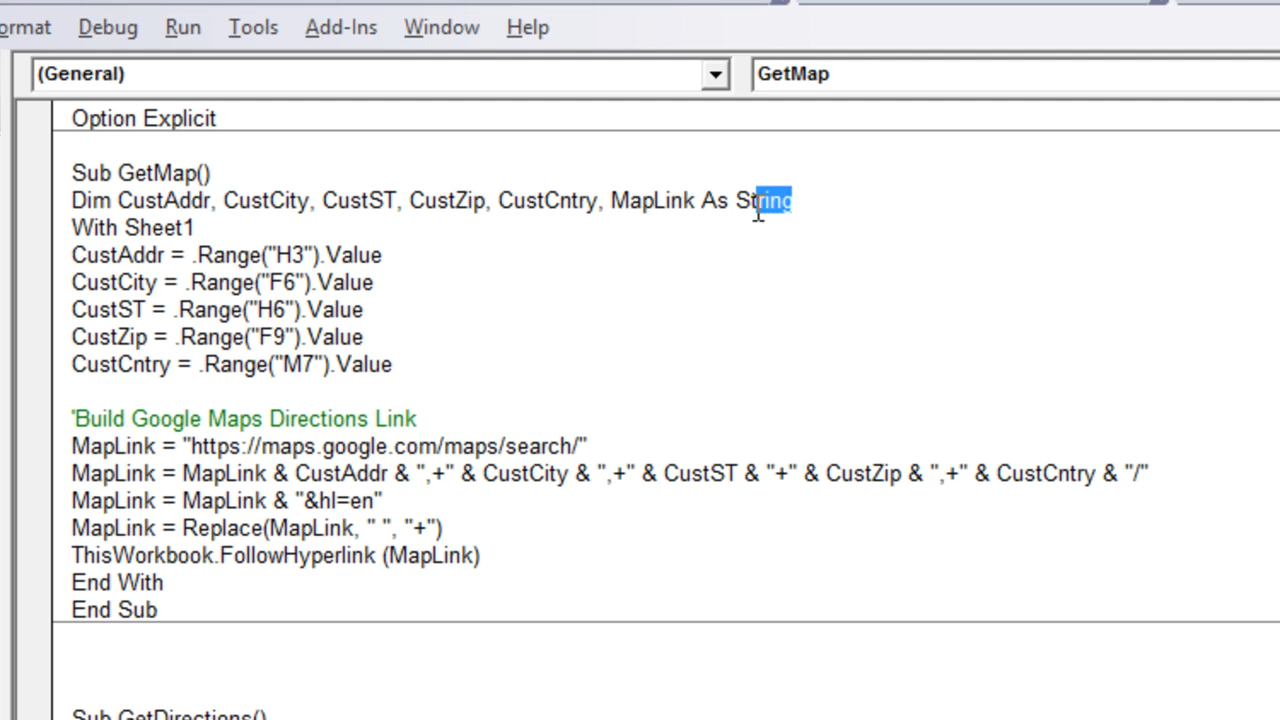 ormat Debug Run Tools Add-Ins Window Help
(General) GetMap
Option Explicit
Sub GetMap()
Dim CustAddr, CustCity, CustST, CustZip, CustCntry, MapLink As String
With Sheet1
CustAddr = .Range("H3").Value
CustCity = .Range("F6").Value
CustST = .Range("H6").Value
CustZip = .Range("F9").Value
CustCntry = .Range("M7").Value
'Build Google Maps Directions Link
MapLink = "https://maps.google.com/maps/search/"
MapLink = MapLink & CustAddr & ",+" & CustCity & ",+" & CustST & "+" & CustZip & ",+" & CustCntry & "/"
MapLink = MapLink & "&hl=en"
MapLink = Replace(MapLink, " ", "+")
ThisWorkbook.FollowHyperlink (MapLink)
End With
End Sub
Sub GetDirections()